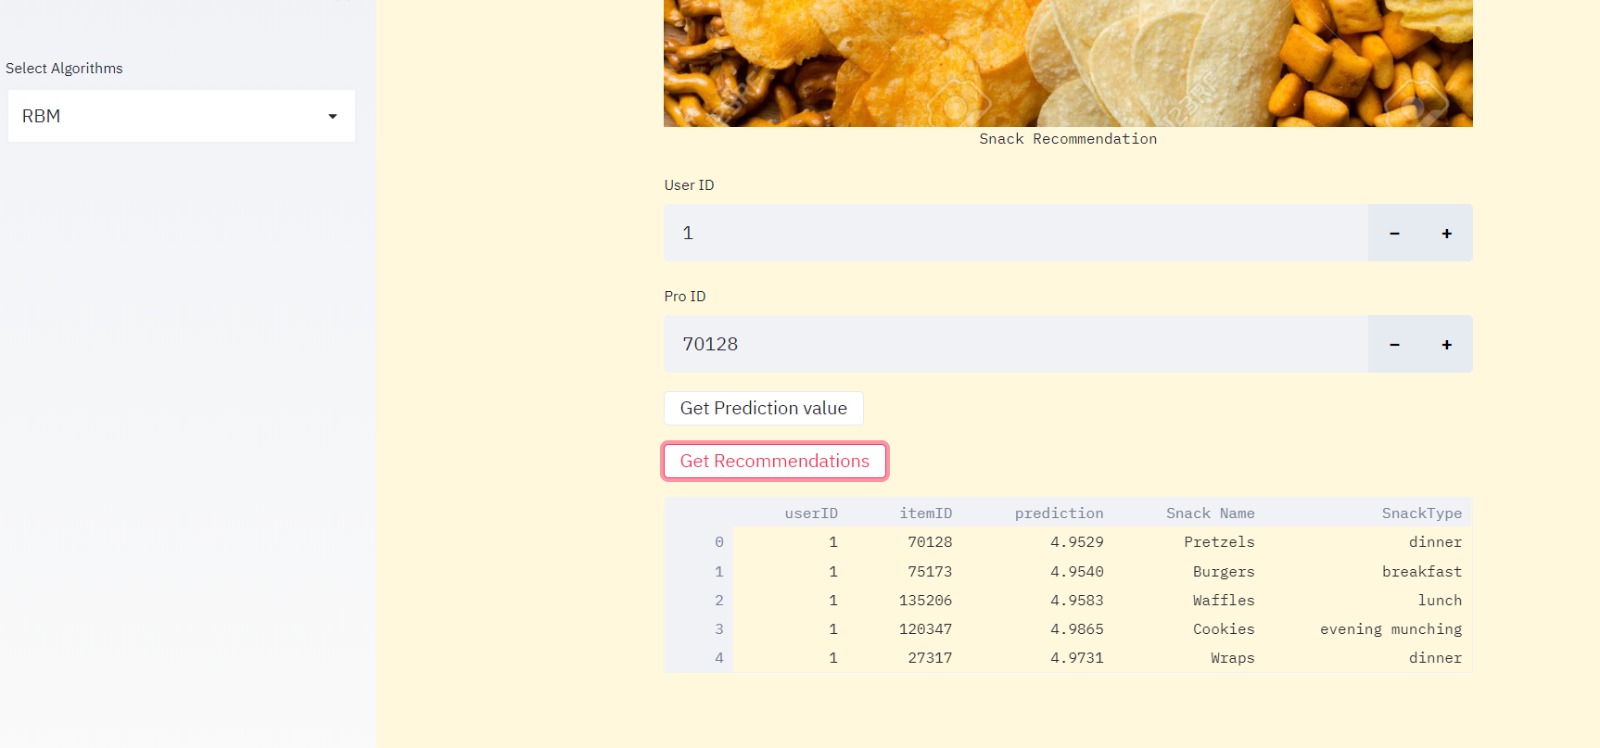 Select Algorithms
RBM
Snack Recommendation
User ID
1
− +
Pro ID
70128
− +
Get Prediction value
Get Recommendations
userID itemID prediction Snack Name SnackType
0 1 70128 4.9529 Pretzels dinner
1 1 75173 4.9540 Burgers breakfast
2 1 135206 4.9583 Waffles lunch
3 1 120347 4.9865 Cookies evening munching
4 1 27317 4.9731 Wraps dinner